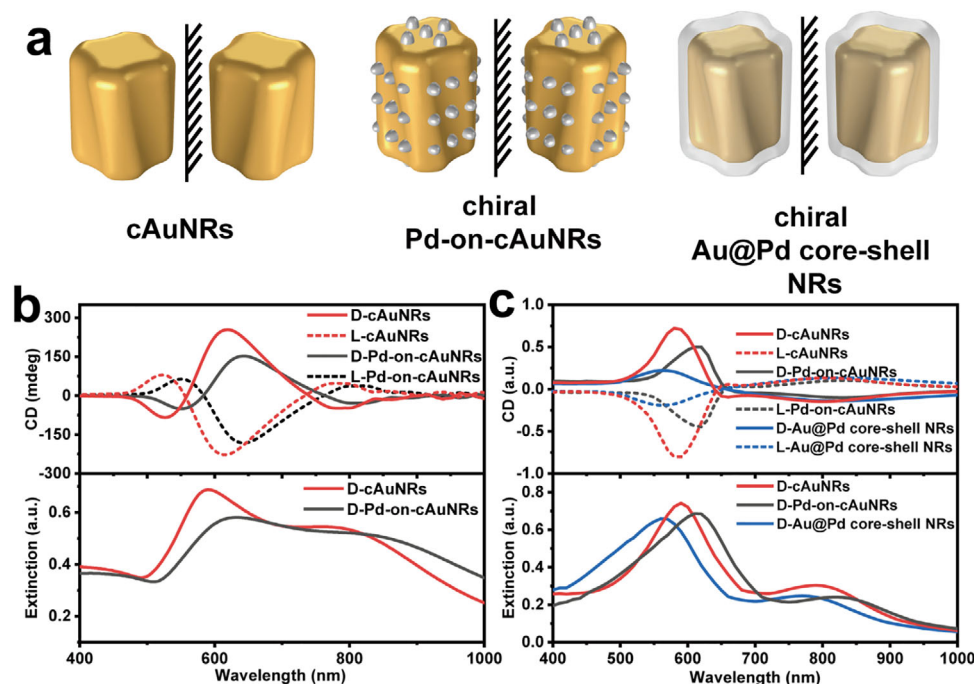 a
cAuNRs
chiral
Pd-on-cAuNRs
chiral
Au@Pd core-shell
NRs
b
300
150
0
-150
-300
CD (mdeg)
D-cAuNRs
L-cAuNRs
D-Pd-on-cAuNRs
L-Pd-on-cAuNRs
0.6
0.4
0.2
Extinction (a.u.)
D-cAuNRs
D-Pd-on-cAuNRs
400 600 800 1000
Wavelength (nm)
c
1.0
0.5
0.0
-0.5
-1.0
CD (a.u.)
D-cAuNRs
L-cAuNRs
D-Pd-on-cAuNRs
L-Pd-on-cAuNRs
D-Au@Pd core-shell NRs
L-Au@Pd core-shell NRs
0.8
0.6
0.4
0.2
0.0
Extinction (a.u.)
D-cAuNRs
D-Pd-on-cAuNRs
D-Au@Pd core-shell NRs
400 500 600 700 800 900 1000
Wavelength (nm)